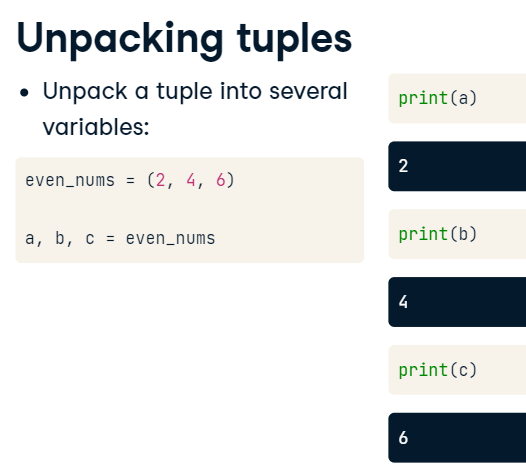 Unpacking tuples
• Unpack a tuple into several
variables:
even_nums = (2, 4, 6)
a, b, c = even_nums
print(a)
2
print(b)
4
print(c)
6